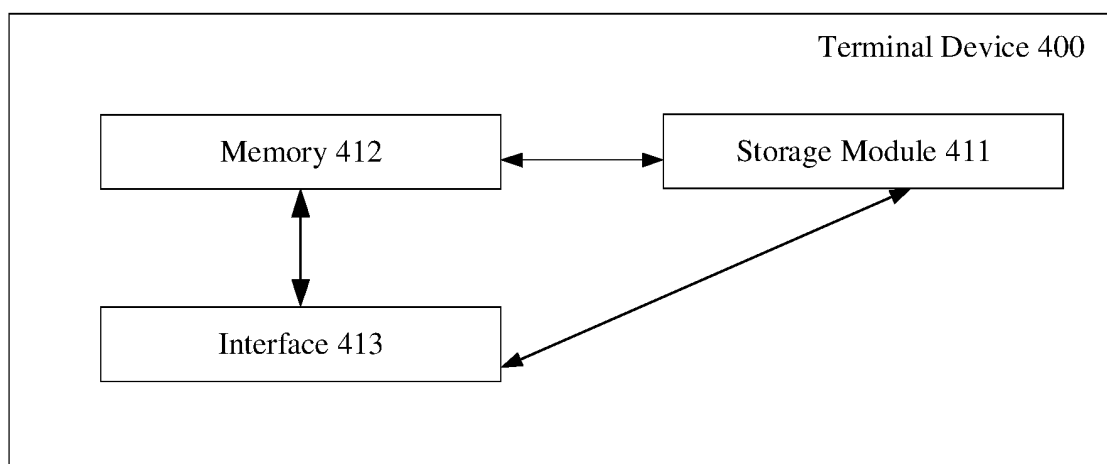 Terminal Device 400
Memory 412
Storage Module 411
Interface 413